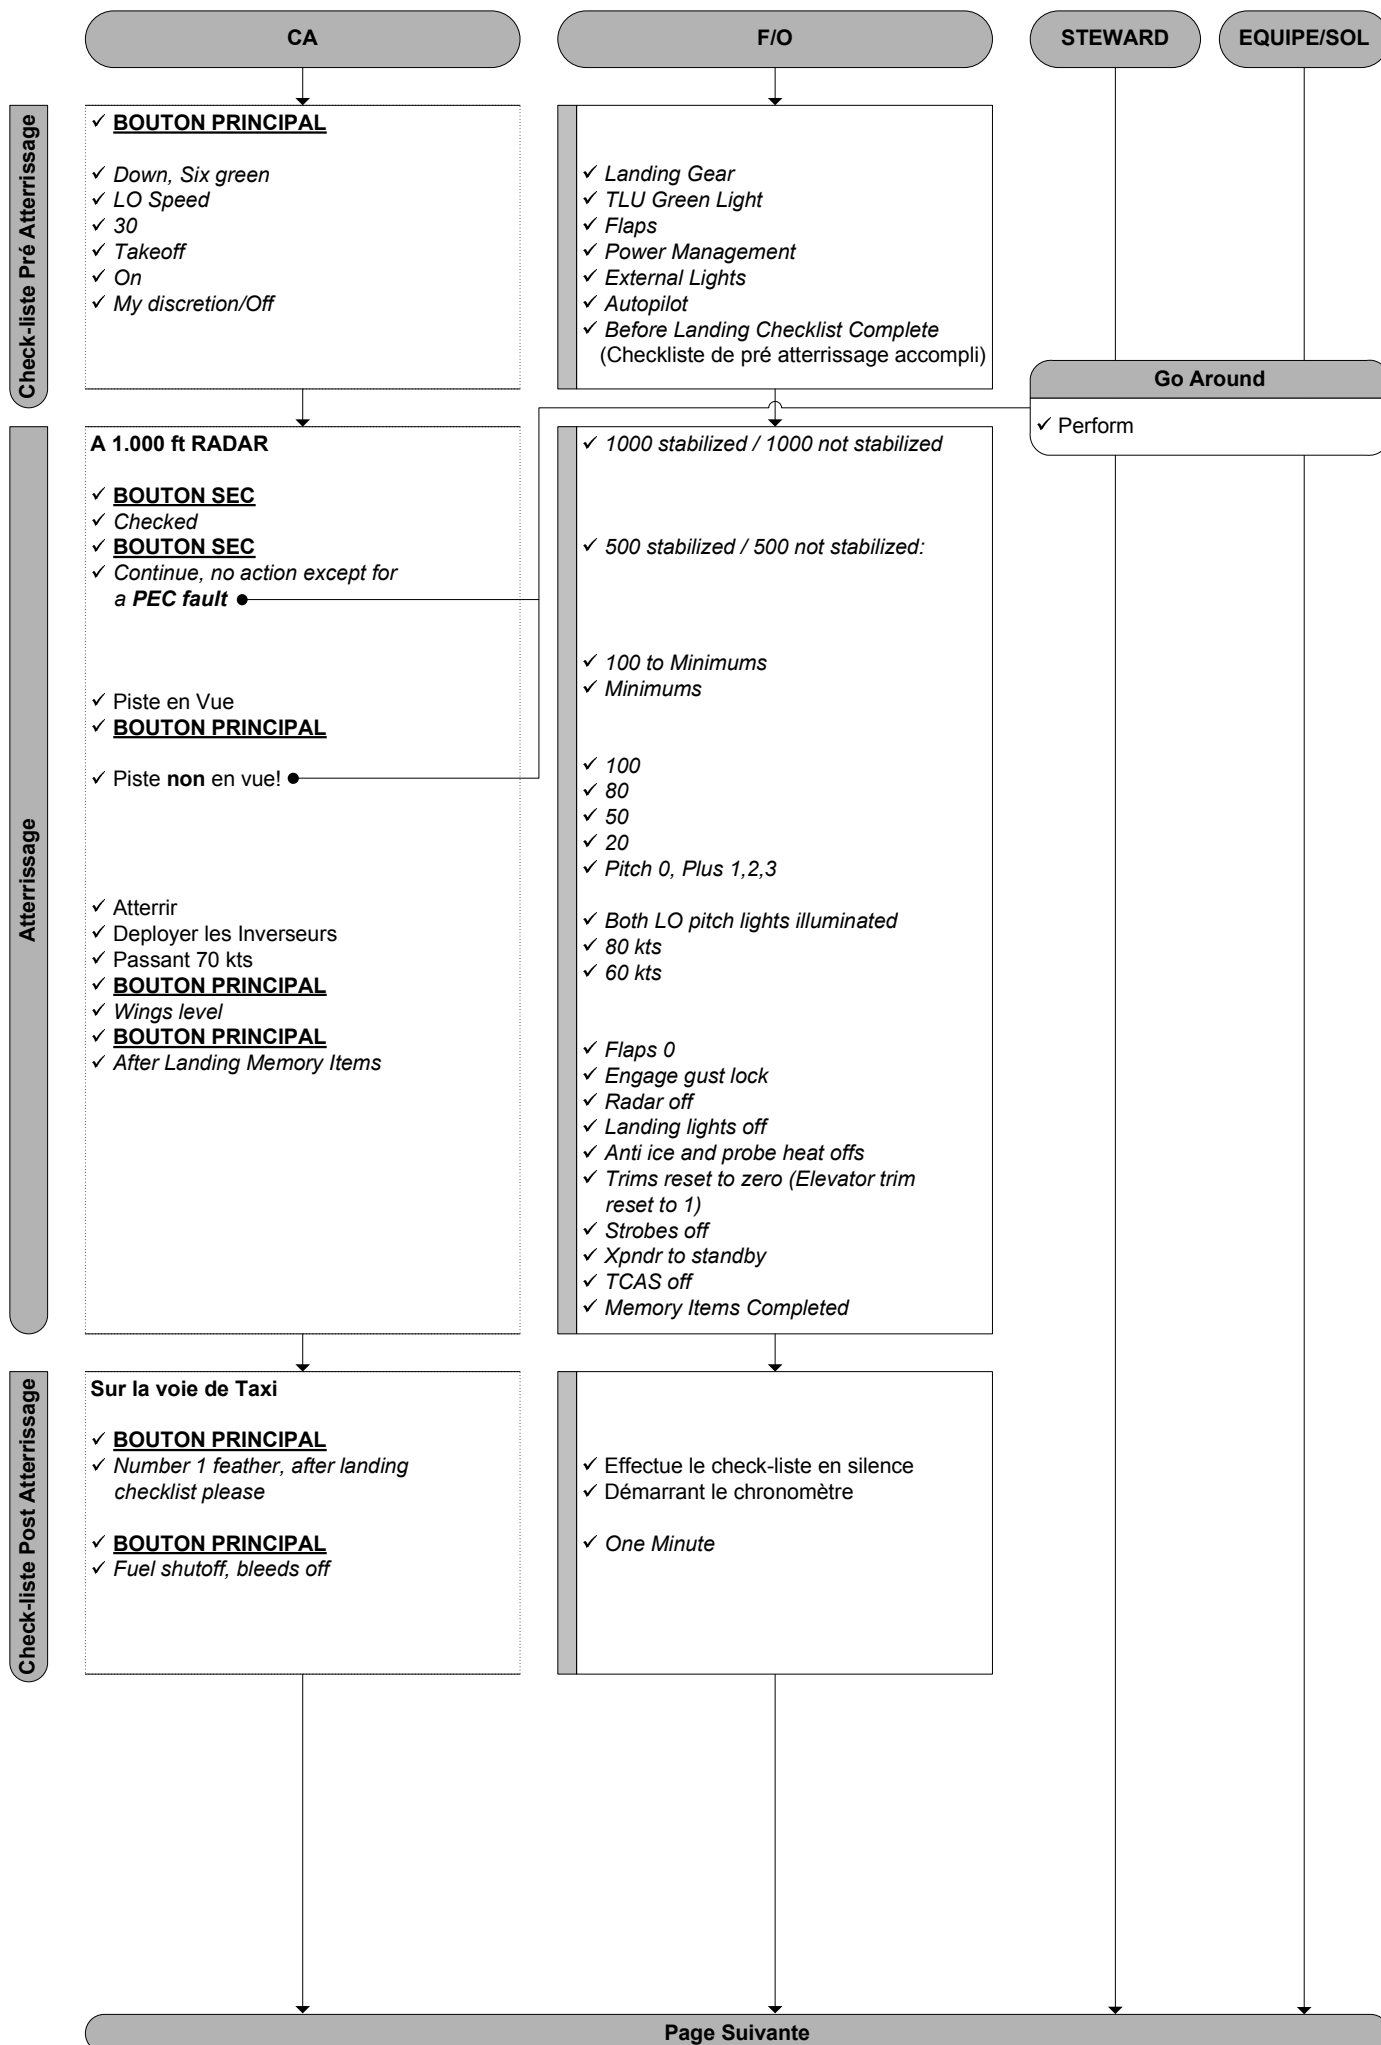 CA
F/O
STEWARD
EQUIPE/SOL
Check-liste Pré Atterrissage
✓ BOUTON PRINCIPAL
✓ Down, Six green
✓ LO Speed
✓ 30
✓ Takeoff
✓ On
✓ My discretion/Off
✓ Landing Gear
✓ TLU Green Light
✓ Flaps
✓ Power Management
✓ External Lights
✓ Autopilot
✓ Before Landing Checklist Complete
(Checkliste de pré atterrissage accompli)
Go Around
✓ Perform
Atterrissage
A 1.000 ft RADAR
✓ BOUTON SEC
✓ Checked
✓ BOUTON SEC
✓ Continue, no action except for
a PEC fault
✓ Piste en Vue
✓ BOUTON PRINCIPAL
✓ Piste non en vue!
✓ Atterrir
✓ Deployer les Inverseurs
✓ Passant 70 kts
✓ BOUTON PRINCIPAL
✓ Wings level
✓ BOUTON PRINCIPAL
✓ After Landing Memory Items
✓ 1000 stabilized / 1000 not stabilized
✓ 500 stabilized / 500 not stabilized:
✓ 100 to Minimums
✓ Minimums
✓ 100
✓ 80
✓ 50
✓ 20
✓ Pitch 0, Plus 1,2,3
✓ Both LO pitch lights illuminated
✓ 80 kts
✓ 60 kts
✓ Flaps 0
✓ Engage gust lock
✓ Radar off
✓ Landing lights off
✓ Anti ice and probe heat offs
✓ Trims reset to zero (Elevator trim
reset to 1)
✓ Strobes off
✓ Xpndr to standby
✓ TCAS off
✓ Memory Items Completed
Check-liste Post Atterrissage
Sur la voie de Taxi
✓ BOUTON PRINCIPAL
✓ Number 1 feather, after landing
checklist please
✓ BOUTON PRINCIPAL
✓ Fuel shutoff, bleeds off
✓ Effectue le check-liste en silence
✓ Démarrant le chronomètre
✓ One Minute
Page Suivante